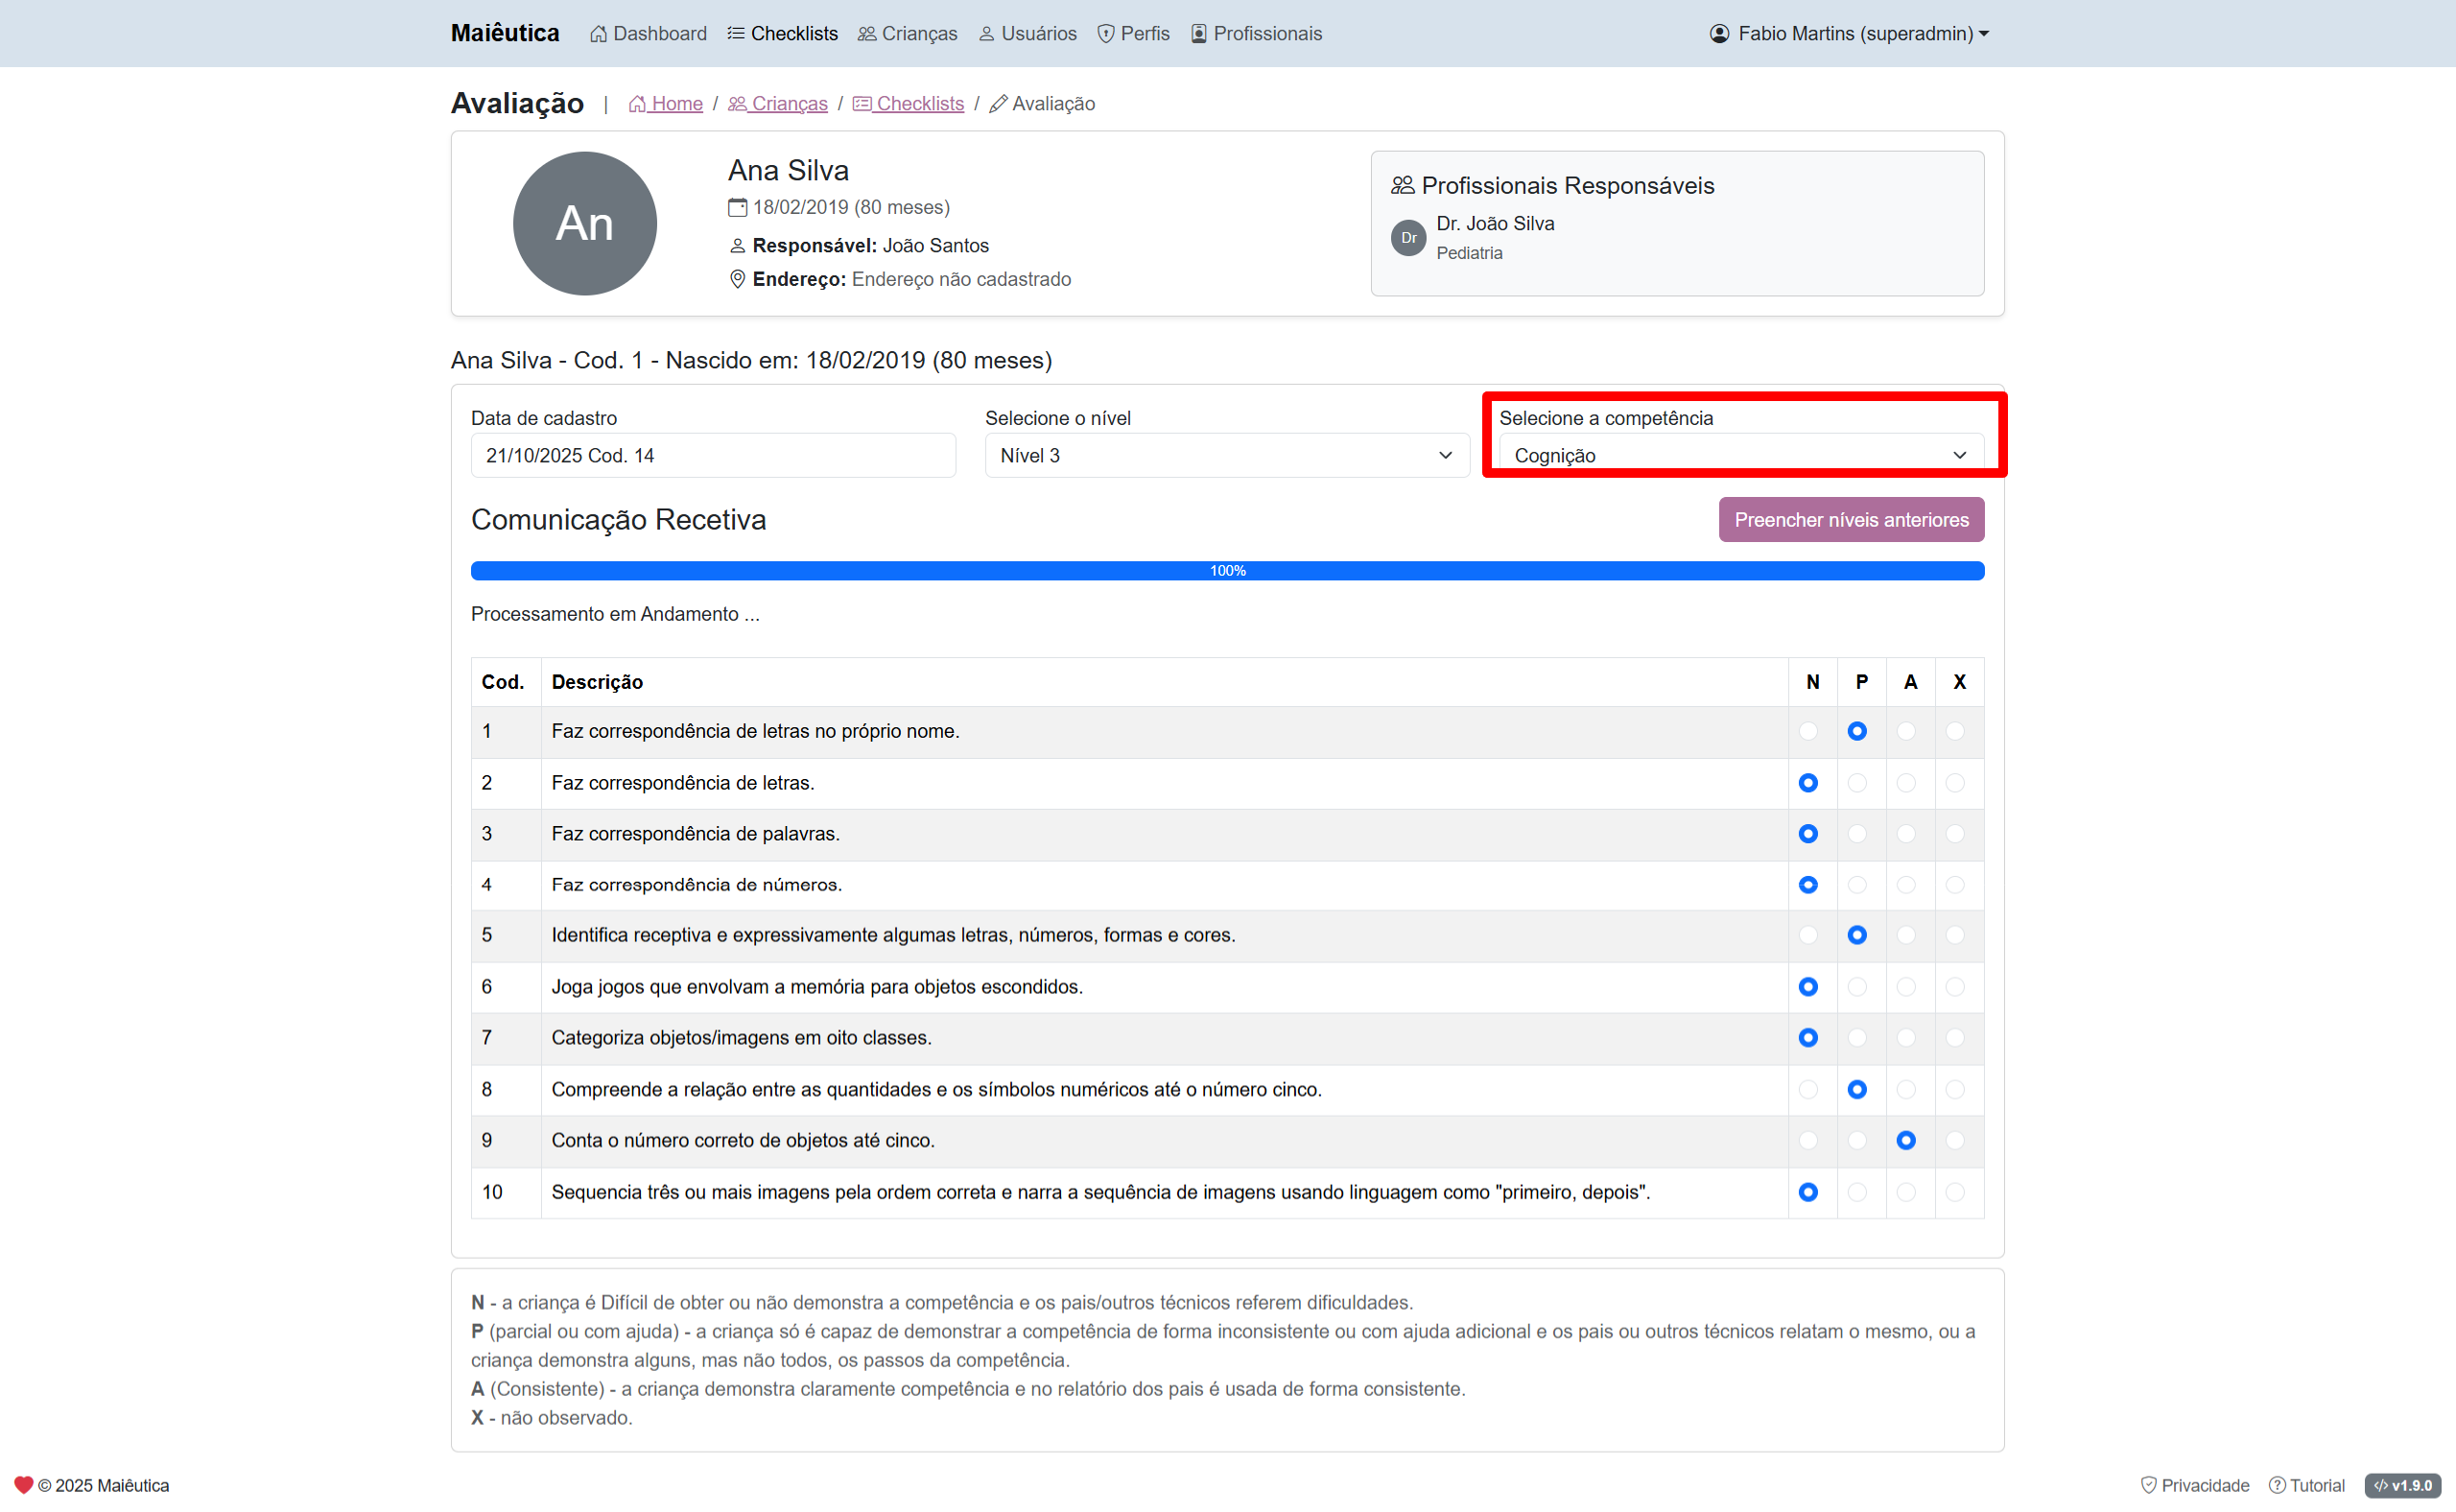 Maiêutica Dashboard Checklists Crianças Usuários Perfis Profissionais Fabio Martins (superadmin)
Avaliação | Home / Crianças / Checklists / Avaliação
An
Ana Silva
18/02/2019 (80 meses)
Responsável: João Santos
Endereço: Endereço não cadastrado
Profissionais Responsáveis
Dr
Dr. João Silva
Pediatria
Ana Silva - Cod. 1 - Nascido em: 18/02/2019 (80 meses)
Data de cadastro
21/10/2025 Cod. 14
Selecione o nível
Nível 3
Selecione a competência
Cognição
Comunicação Recetiva
Preencher níveis anteriores
100%
Processamento em Andamento ...
Cod. Descrição N P A X
1 Faz correspondência de letras no próprio nome.
2 Faz correspondência de letras.
3 Faz correspondência de palavras.
4 Faz correspondência de números.
5 Identifica receptiva e expressivamente algumas letras, números, formas e cores.
6 Joga jogos que envolvam a memória para objetos escondidos.
7 Categoriza objetos/imagens em oito classes.
8 Compreende a relação entre as quantidades e os símbolos numéricos até o número cinco.
9 Conta o número correto de objetos até cinco.
10 Sequencia três ou mais imagens pela ordem correta e narra a sequência de imagens usando linguagem como "primeiro, depois".
N - a criança é Difícil de obter ou não demonstra a competência e os pais/outros técnicos referem dificuldades.
P (parcial ou com ajuda) - a criança só é capaz de demonstrar a competência de forma inconsistente ou com ajuda adicional e os pais ou outros técnicos relatam o mesmo, ou a
criança demonstra alguns, mas não todos, os passos da competência.
A (Consistente) - a criança demonstra claramente competência e no relatório dos pais é usada de forma consistente.
X - não observado.
© 2025 Maiêutica
Privacidade Tutorial v1.9.0